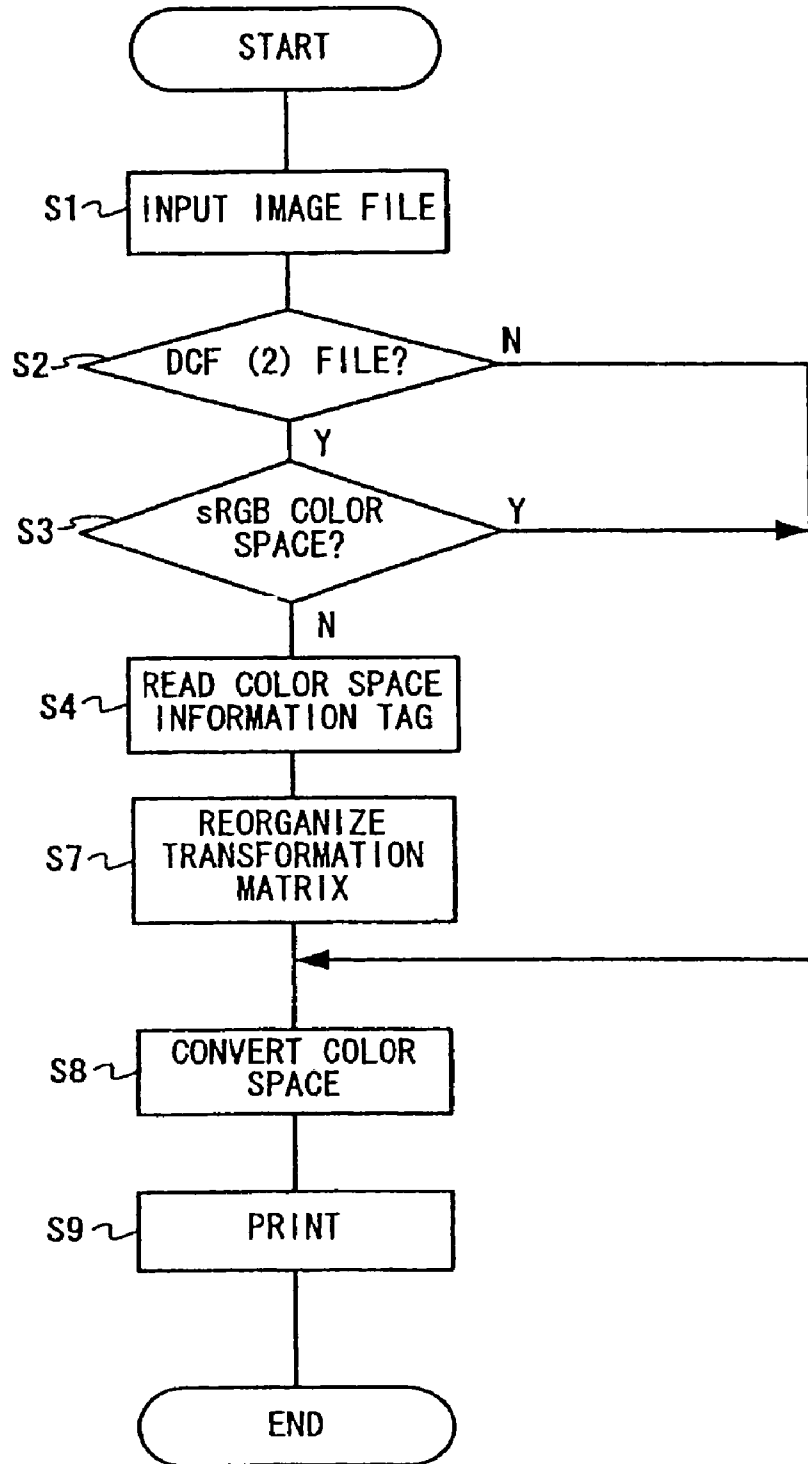 START
S1 INPUT IMAGE FILE
S2 DCF (2) FILE?
N
Y
S3 sRGB COLOR
SPACE?
Y
N
S4 READ COLOR SPACE
INFORMATION TAG
S7 REORGANIZE
TRANSFORMATION
MATRIX
S8 CONVERT COLOR
SPACE
S9 PRINT
END